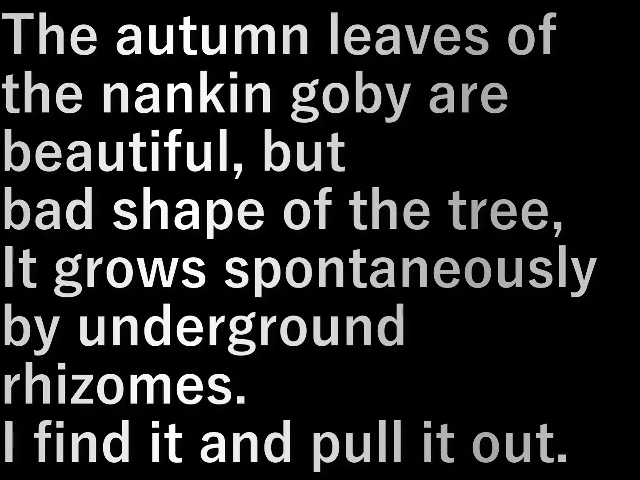 The autumn leaves of
the nankin goby are
beautiful, but
bad shape of the tree,
It grows spontaneously
by underground
rhizomes.
I find it and pull it out.